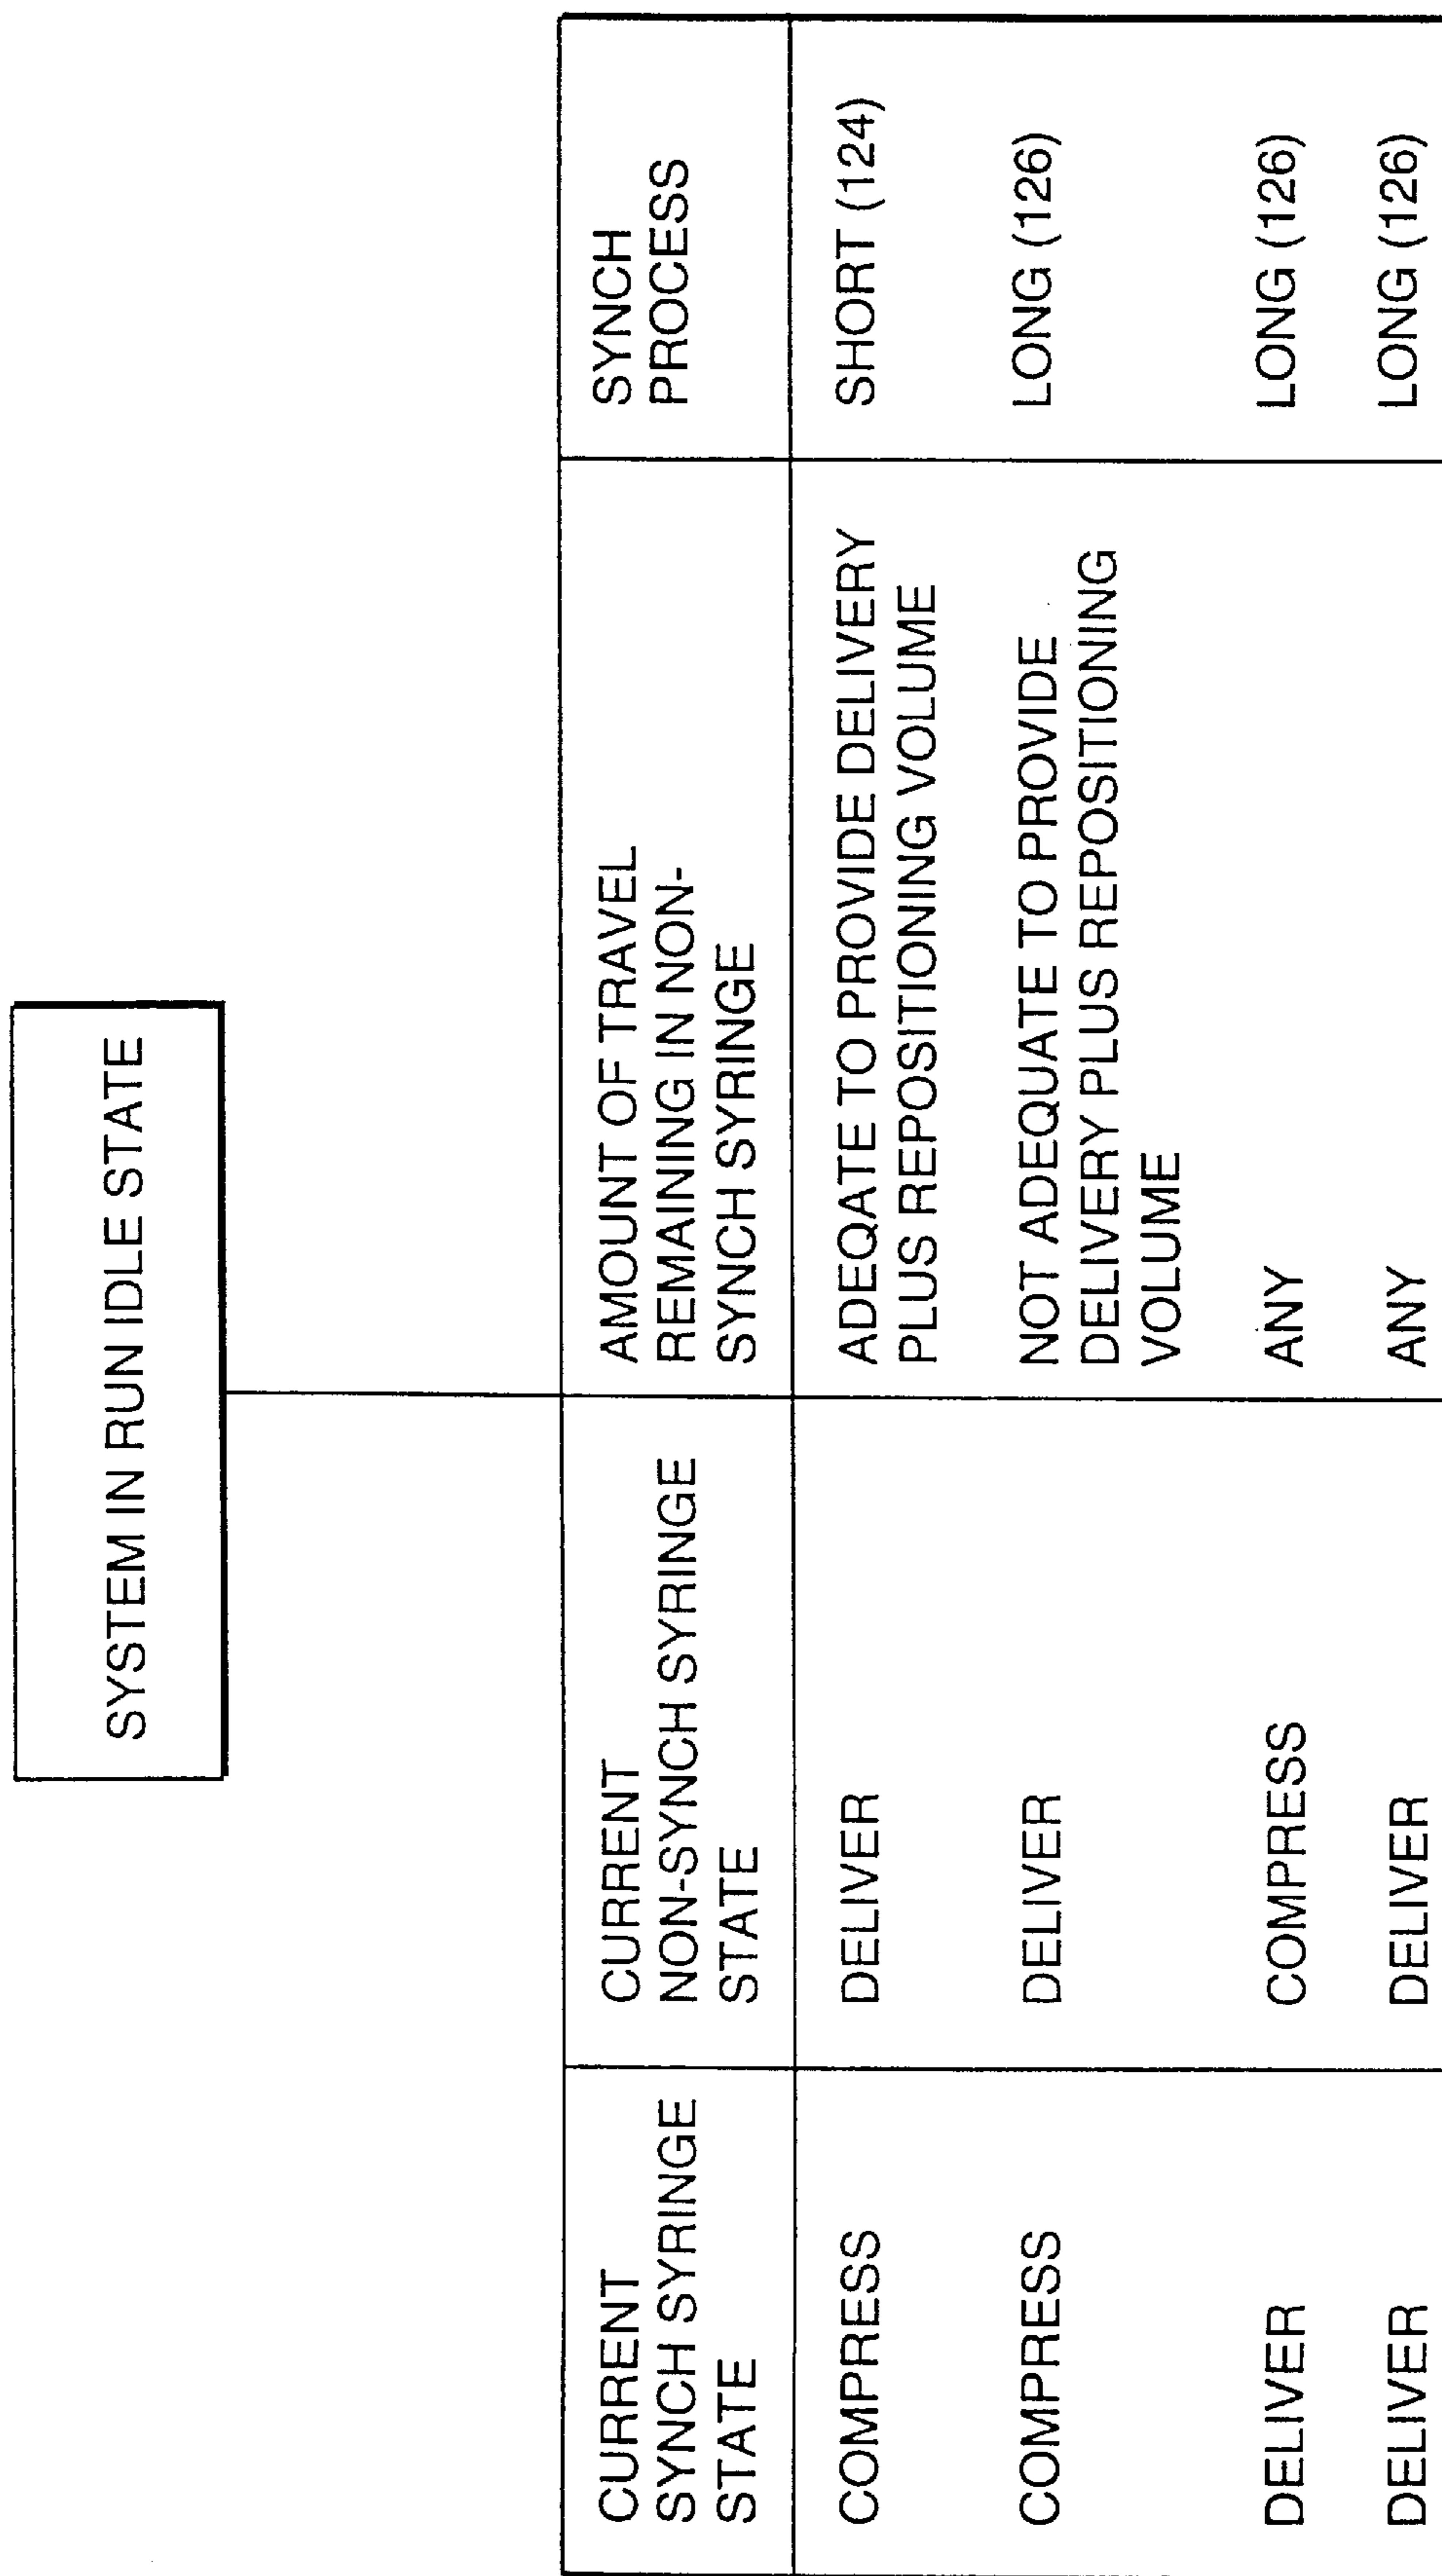 SYSTEM IN RUN IDLE STATE
CURRENT
SYNCH SYRINGE
STATE
CURRENT
NON-SYNCH SYRINGE
STATE
AMOUNT OF TRAVEL
REMAINING IN NON-
SYNCH SYRINGE
SYNCH
PROCESS
COMPRESS
DELIVER
ADEQATE TO PROVIDE DELIVERY
PLUS REPOSITIONING VOLUME
SHORT (124)
COMPRESS
DELIVER
NOT ADEQUATE TO PROVIDE
DELIVERY PLUS REPOSITIONING
VOLUME
LONG (126)
DELIVER
COMPRESS
ANY
LONG (126)
DELIVER
DELIVER
ANY
LONG (126)